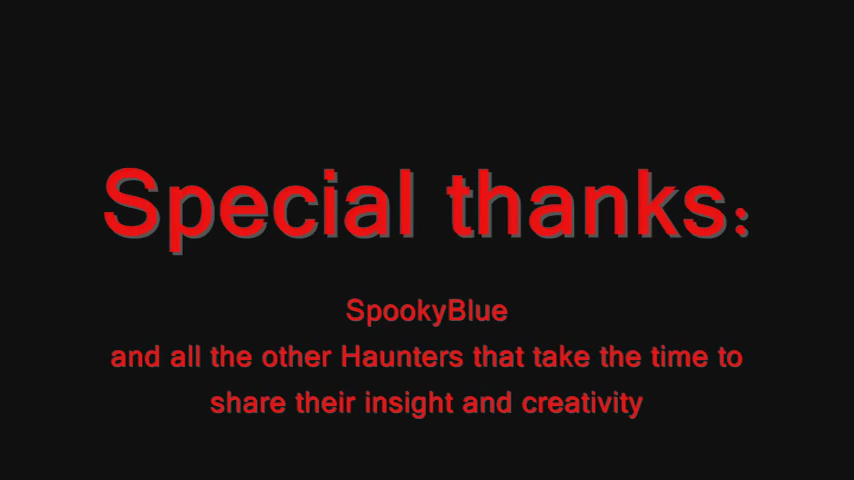 Special thanks:
SpookyBlue
and all the other Haunters that take the time to
share their insight and creativity